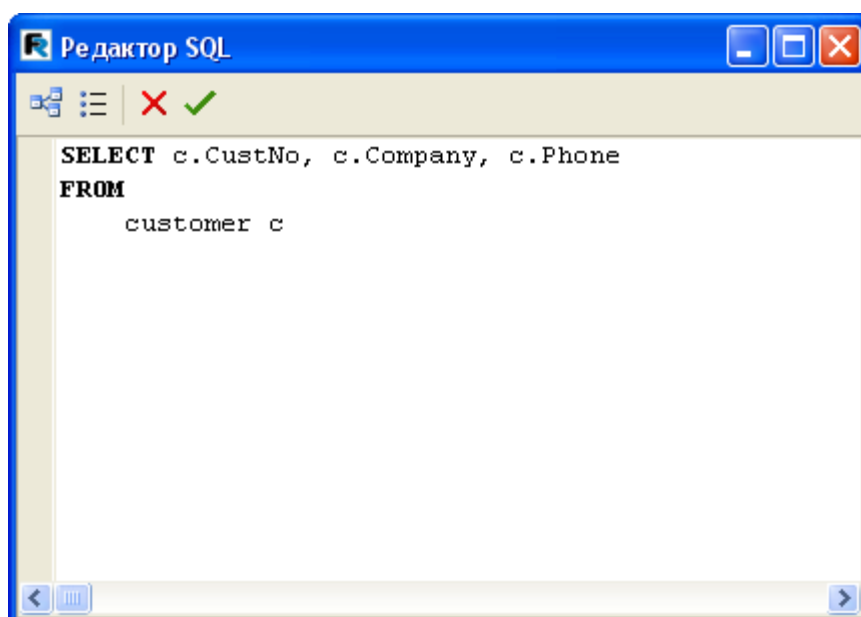 Редактор SQL
SELECT c.CustNo, c.Company, c.Phone
FROM
customer c